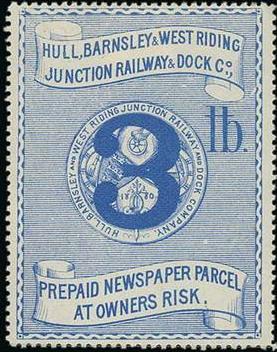 HULL, BARNSLEY & WEST RIDING
JUNCTION RAILWAY & DOCK Co.,
3 lb.
HULL BARNSLEY AND WEST RIDING JUNCTION RAILWAY AND DOCK COMPANY.
18 80
PREPAID NEWSPAPER PARCEL
AT OWNERS RISK.